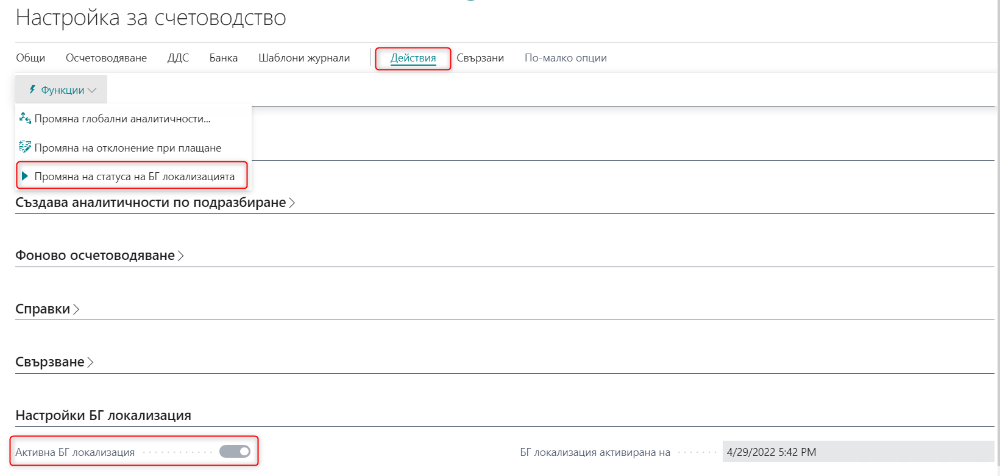 Настройка за счетоводство
Общи Осчетоводяване ДДС Банка Шаблони журнали Действия Свързани По-малко опции
Функции
Промяна глобални аналитичности...
Промяна на отклонение при плащане
Промяна на статуса на БГ локализацията
Създава аналитичности по подразбиране
Фоново осчетоводяване
Справки
Свързване
Настройки БГ локализация
Активна БГ локализация БГ локализация активирана на 4/29/2022 5:42 PM